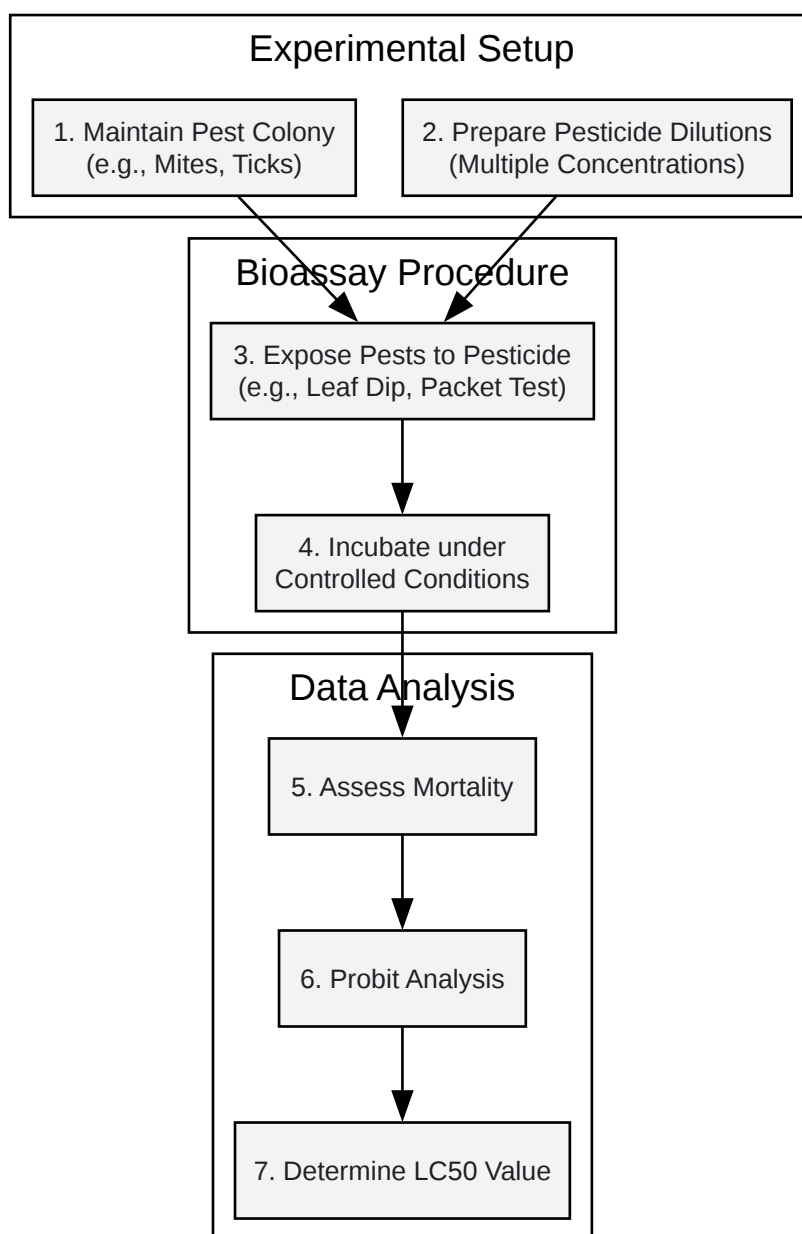 Experimental Setup
1. Maintain Pest Colony
(e.g., Mites, Ticks)
2. Prepare Pesticide Dilutions
(Multiple Concentrations)
Bioassay Procedure
3. Expose Pests to Pesticide
(e.g., Leaf Dip, Packet Test)
4. Incubate under
Controlled Conditions
Data Analysis
5. Assess Mortality
6. Probit Analysis
7. Determine LC50 Value